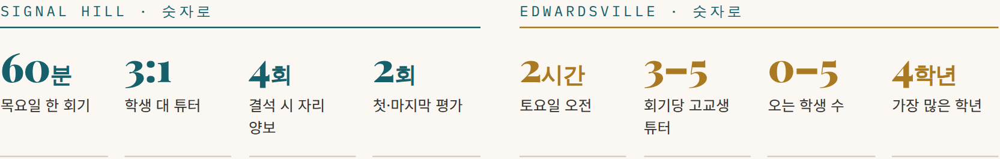 SIGNAL HILL · 숫자로
60분
목요일 한 회기
3:1
학생 대 튜터
4회
결석 시 자리
양보
2회
첫·마지막 평가
EDWARDSVILLE · 숫자로
2시간
토요일 오전
3–5
회기당 고교생
튜터
0–5
오는 학생 수
4학년
가장 많은 학년